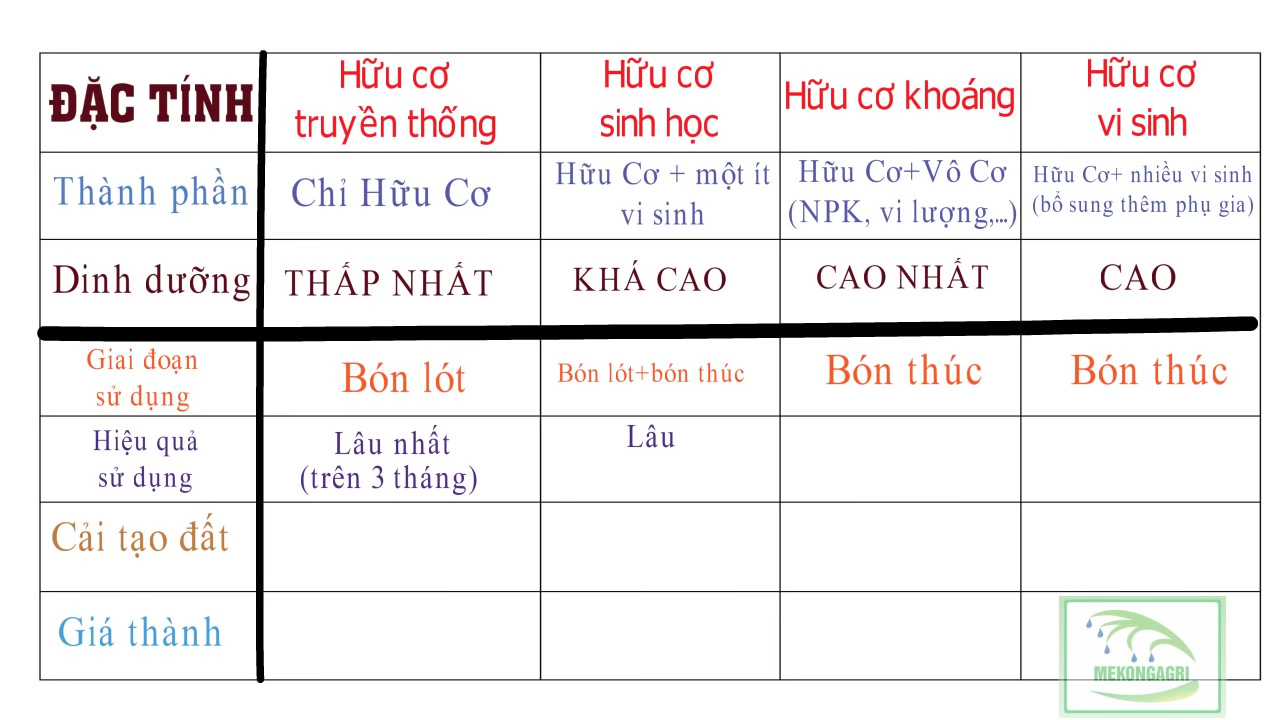 ĐẶC TÍNH
Hữu cơ
truyền thống
Hữu cơ
sinh học
Hữu cơ khoáng
Hữu cơ
vi sinh
Thành phần
Chỉ Hữu Cơ
Hữu Cơ + một ít
vi sinh
Hữu Cơ+Vô Cơ
(NPK, vi lượng,...)
Hữu Cơ+ nhiều vi sinh
(bổ sung thêm phụ gia)
Dinh dưỡng
THẤP NHẤT
KHÁ CAO
CAO NHẤT
CAO
Giai đoạn
sử dụng
Bón lót
Bón lót+bón thúc
Bón thúc
Bón thúc
Hiệu quả
sử dụng
Lâu nhất
(trên 3 tháng)
Lâu
Cải tạo đất
Giá thành
MEKONGAGRI